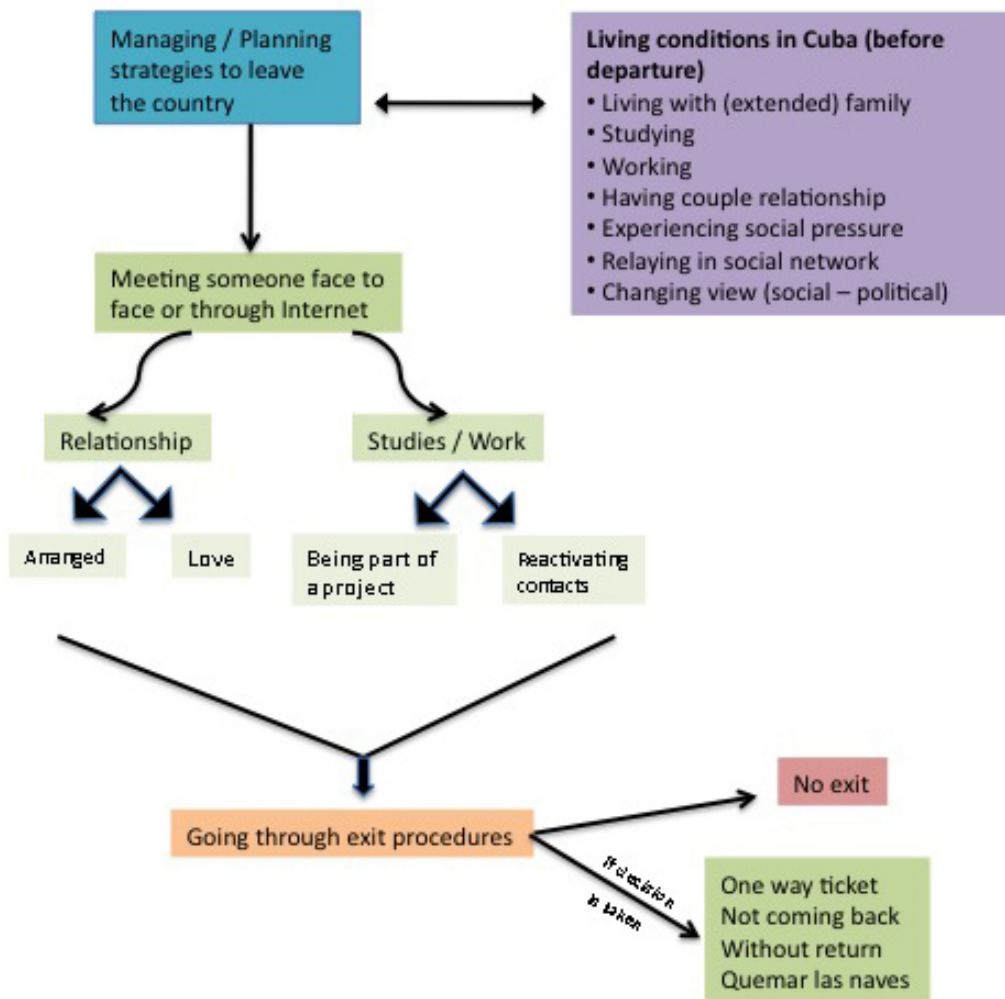 Managing / Planning
strategies to leave
the country
Living conditions in Cuba (before
departure)
• Living with (extended) family
• Studying
• Working
• Having couple relationship
• Experiencing social pressure
• Relaying in social network
• Changing view (social – political)
Meeting someone face to
face or through Internet
Relationship
Studies / Work
Arranged
Love
Being part of
a project
Reactivating
contacts
Going through exit procedures
No exit
If decision
is taken
One way ticket
Not coming back
Without return
Quemar las naves